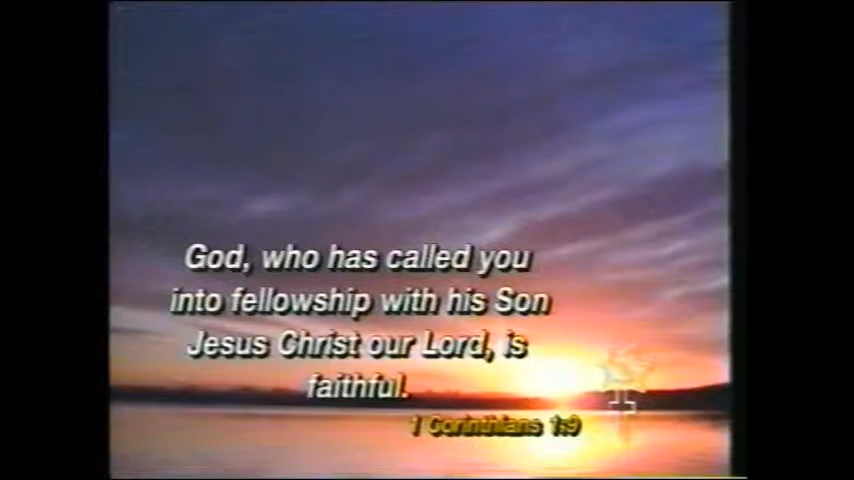 God, who has called you
into fellowship with his Son
Jesus Christ our Lord, is
faithful.
1 Corinthians 1:9